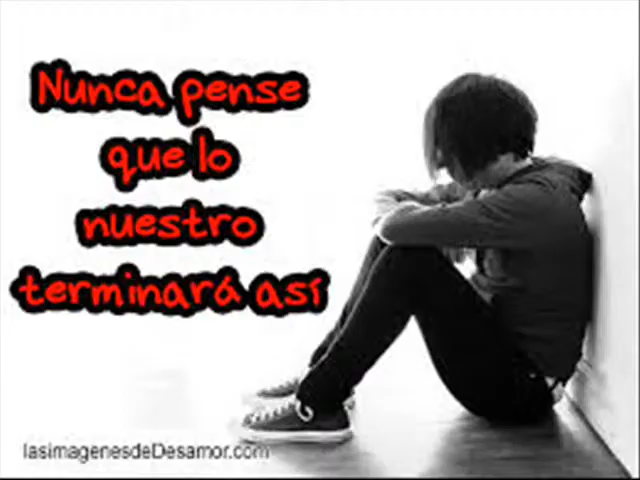 Nunca pense
que lo
nuestro
terminará así
lasimagenesdeDesamor.com